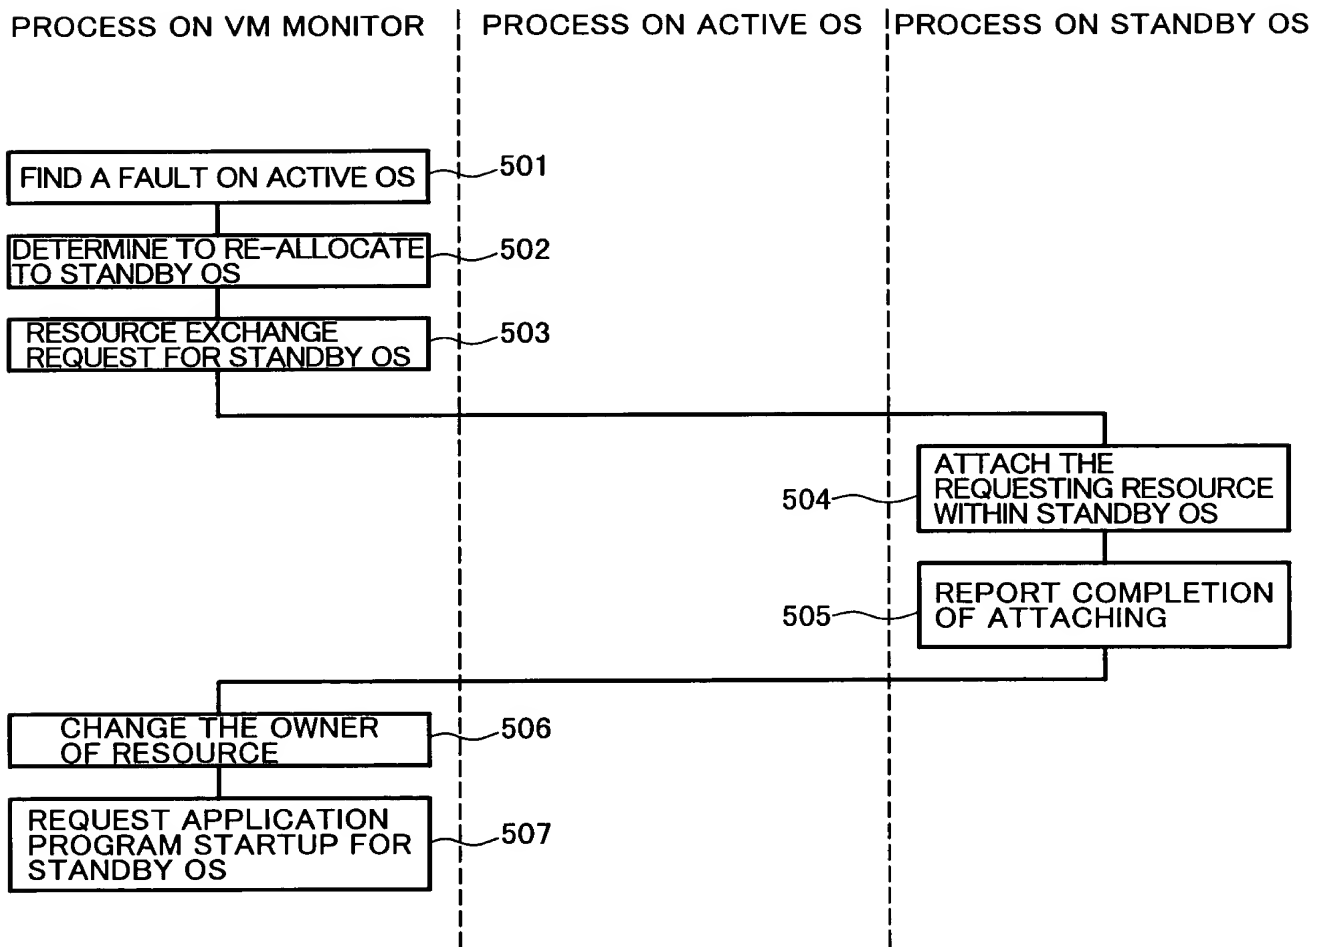 PROCESS ON VM MONITOR
PROCESS ON ACTIVE OS
PROCESS ON STANDBY OS
FIND A FAULT ON ACTIVE OS
501
DETERMINE TO RE-ALLOCATE
TO STANDBY OS
502
RESOURCE EXCHANGE
REQUEST FOR STANDBY OS
503
504
ATTACH THE
REQUESTING RESOURCE
WITHIN STANDBY OS
505
REPORT COMPLETION
OF ATTACHING
CHANGE THE OWNER
OF RESOURCE
506
REQUEST APPLICATION
PROGRAM STARTUP FOR
STANDBY OS
507